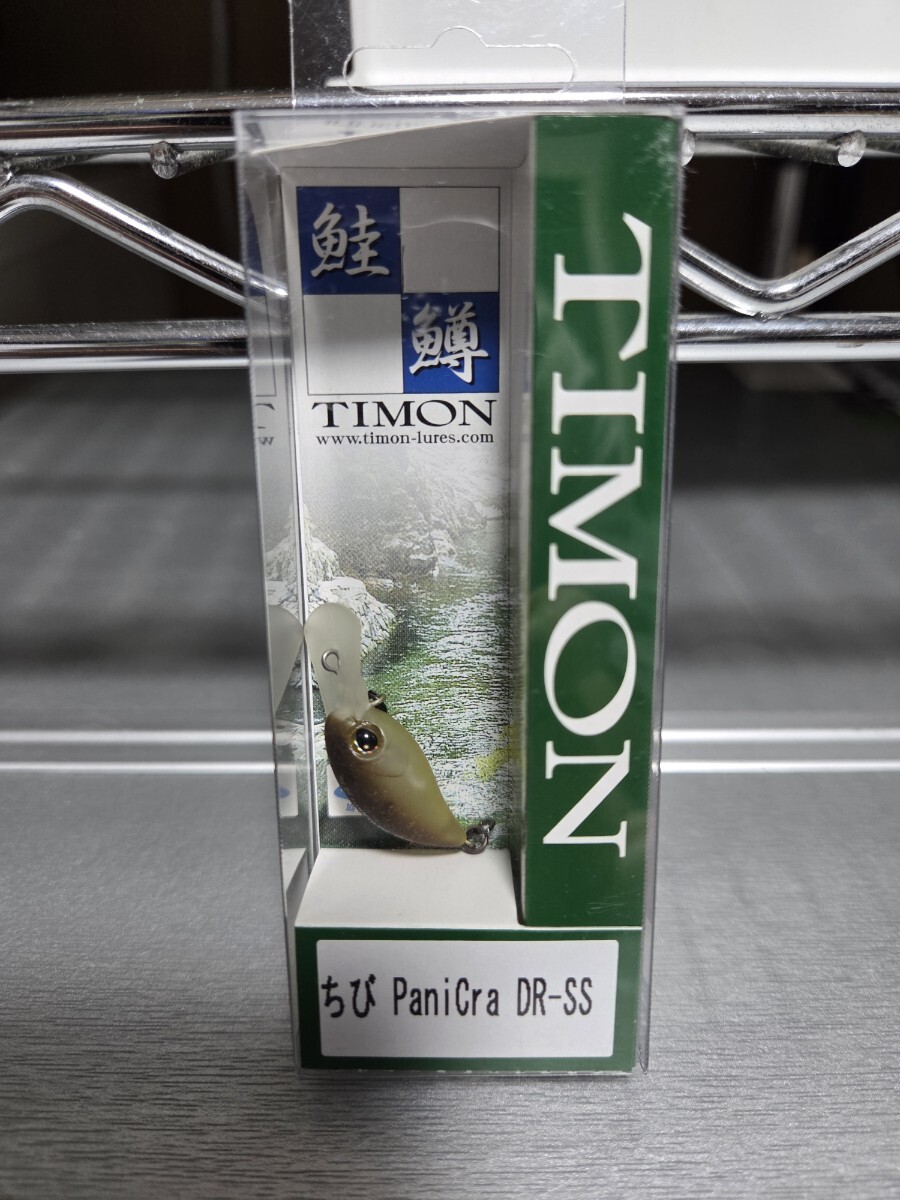 鮭
鱒
TIMON
www.timon-lures.com
TIMON
ちび PaniCra DR-SS